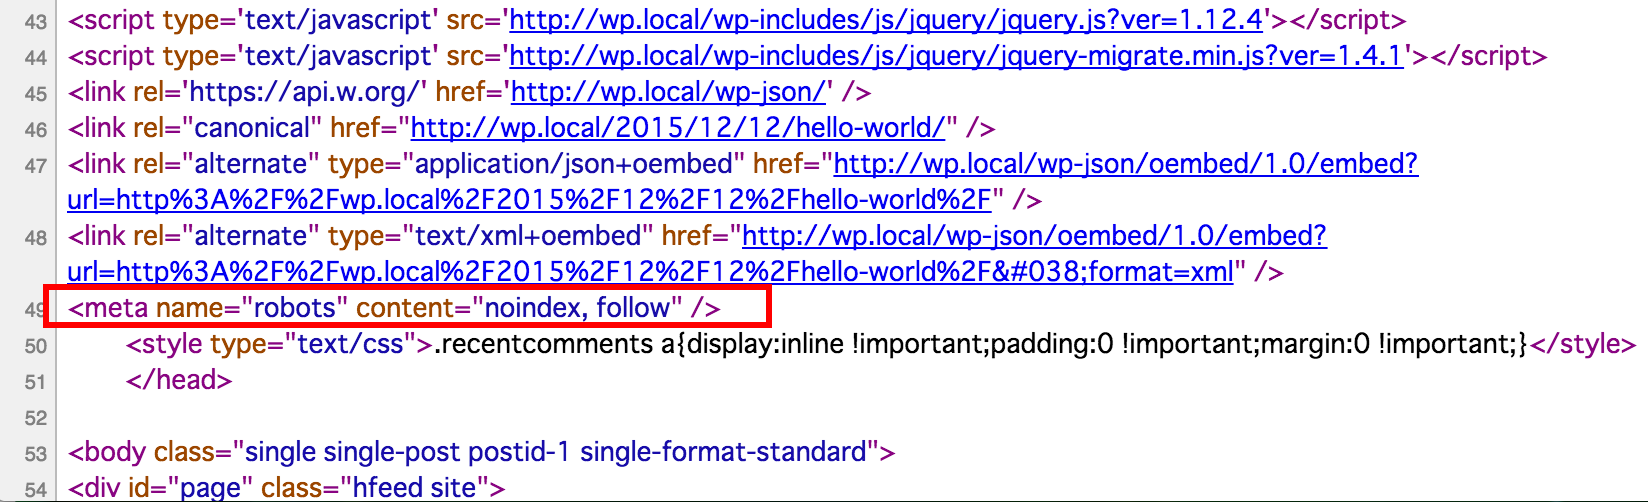 43 <script type='text/javascript' src='http://wp.local/wp-includes/js/jquery/jquery.js?ver=1.12.4'></script>
44 <script type='text/javascript' src='http://wp.local/wp-includes/js/jquery/jquery-migrate.min.js?ver=1.4.1'></script>
45 <link rel='https://api.w.org/' href='http://wp.local/wp-json/' />
46 <link rel="canonical" href="http://wp.local/2015/12/12/hello-world/" />
47 <link rel="alternate" type="application/json+oembed" href="http://wp.local/wp-json/oembed/1.0/embed?
url=http%3A%2F%2Fwp.local%2F2015%2F12%2F12%2Fhello-world%2F" />
48 <link rel="alternate" type="text/xml+oembed" href="http://wp.local/wp-json/oembed/1.0/embed?
url=http%3A%2F%2Fwp.local%2F2015%2F12%2F12%2Fhello-world%2F&#038;format=xml" />
49 <meta name="robots" content="noindex, follow" />
50 <style type="text/css">.recentcomments a{display:inline !important;padding:0 !important;margin:0 !important;}</style>
51 </head>
52
53 <body class="single single-post postid-1 single-format-standard">
54 <div id="page" class="hfeed site">